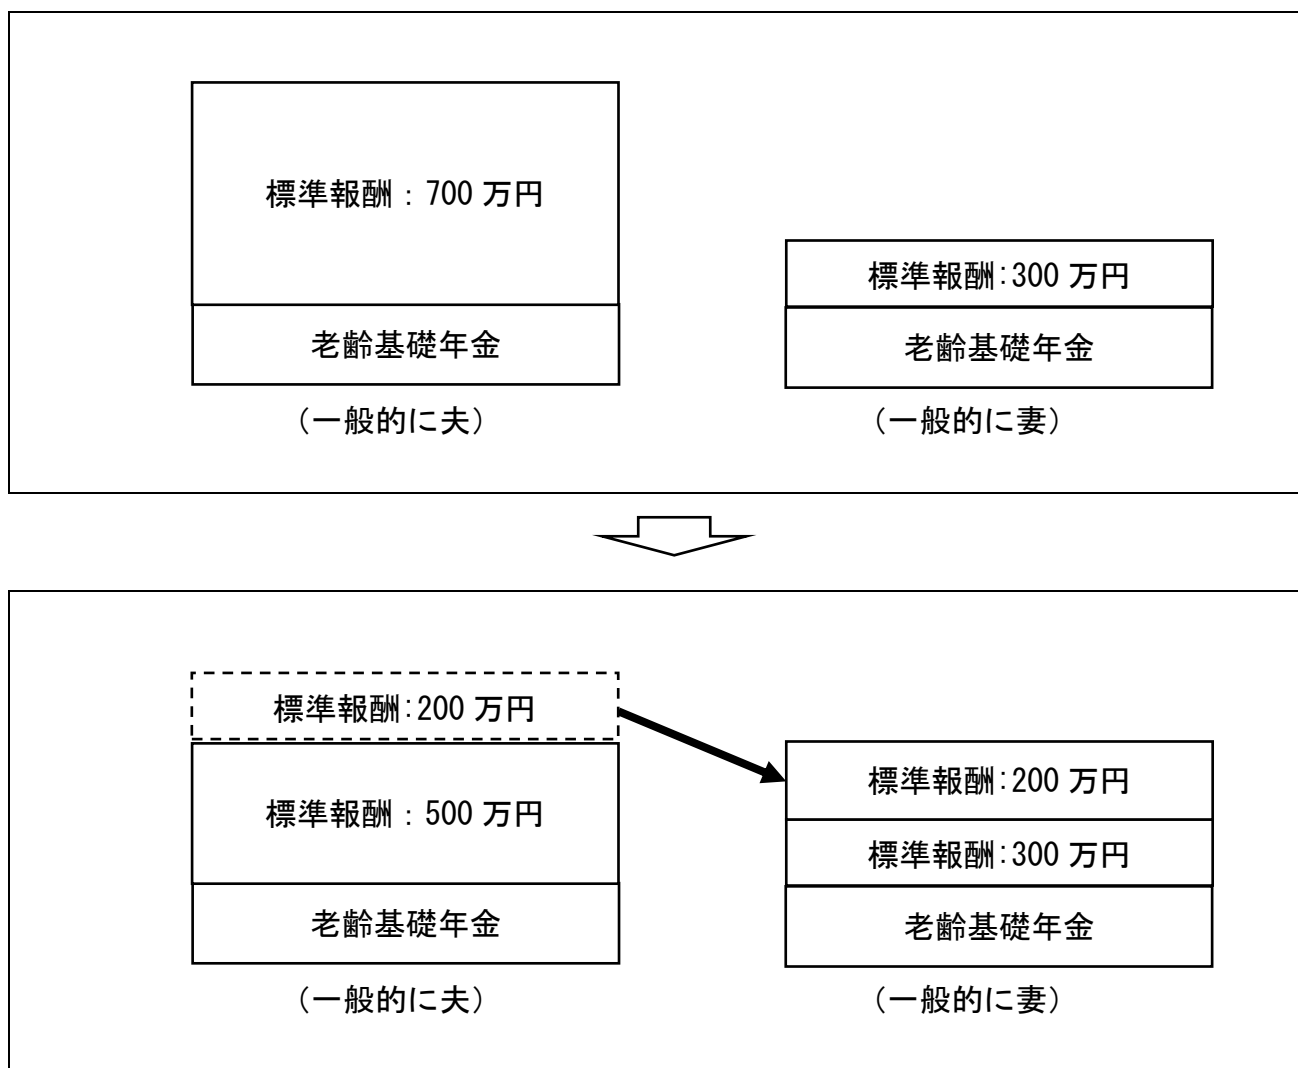 標準報酬：700 万円
標準報酬:300 万円
老齢基礎年金
老齢基礎年金
（一般的に夫）
（一般的に妻）
標準報酬:200 万円
標準報酬:200 万円
標準報酬：500 万円
標準報酬:300 万円
老齢基礎年金
老齢基礎年金
（一般的に夫）
（一般的に妻）